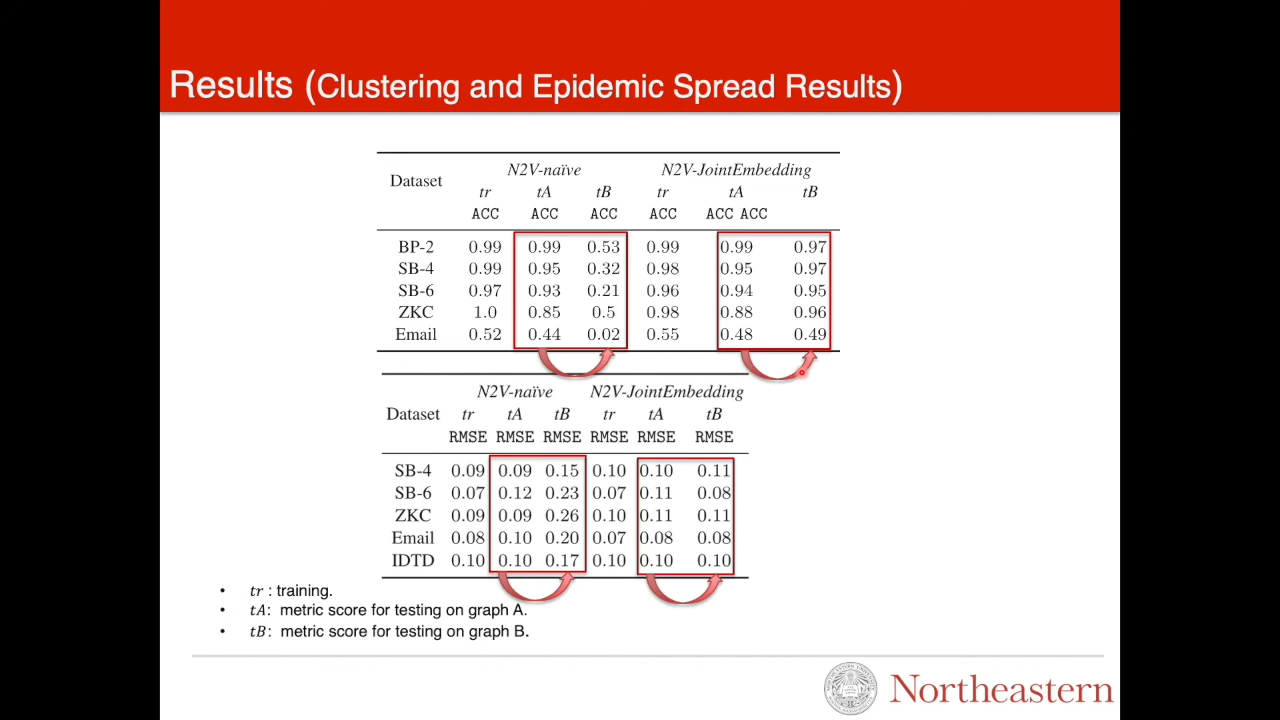 Results (Clustering and Epidemic Spread Results)
Dataset N2V-naïve N2V-JointEmbedding
tr tA tB tr tA tB
ACC ACC ACC ACC ACC ACC
BP-2 0.99 0.99 0.53 0.99 0.99 0.97
SB-4 0.99 0.95 0.32 0.98 0.95 0.97
SB-6 0.97 0.93 0.21 0.96 0.94 0.95
ZKC 1.0 0.85 0.5 0.98 0.88 0.96
Email 0.52 0.44 0.02 0.55 0.48 0.49
N2V-naïve N2V-JointEmbedding
Dataset tr tA tB tr tA tB
RMSE RMSE RMSE RMSE RMSE RMSE
SB-4 0.09 0.09 0.15 0.10 0.10 0.11
SB-6 0.07 0.12 0.23 0.07 0.11 0.08
ZKC 0.09 0.09 0.26 0.10 0.11 0.11
Email 0.08 0.10 0.20 0.07 0.08 0.08
IDTD 0.10 0.10 0.17 0.10 0.10 0.10
• tr : training.
• tA: metric score for testing on graph A.
• tB: metric score for testing on graph B.
Northeastern